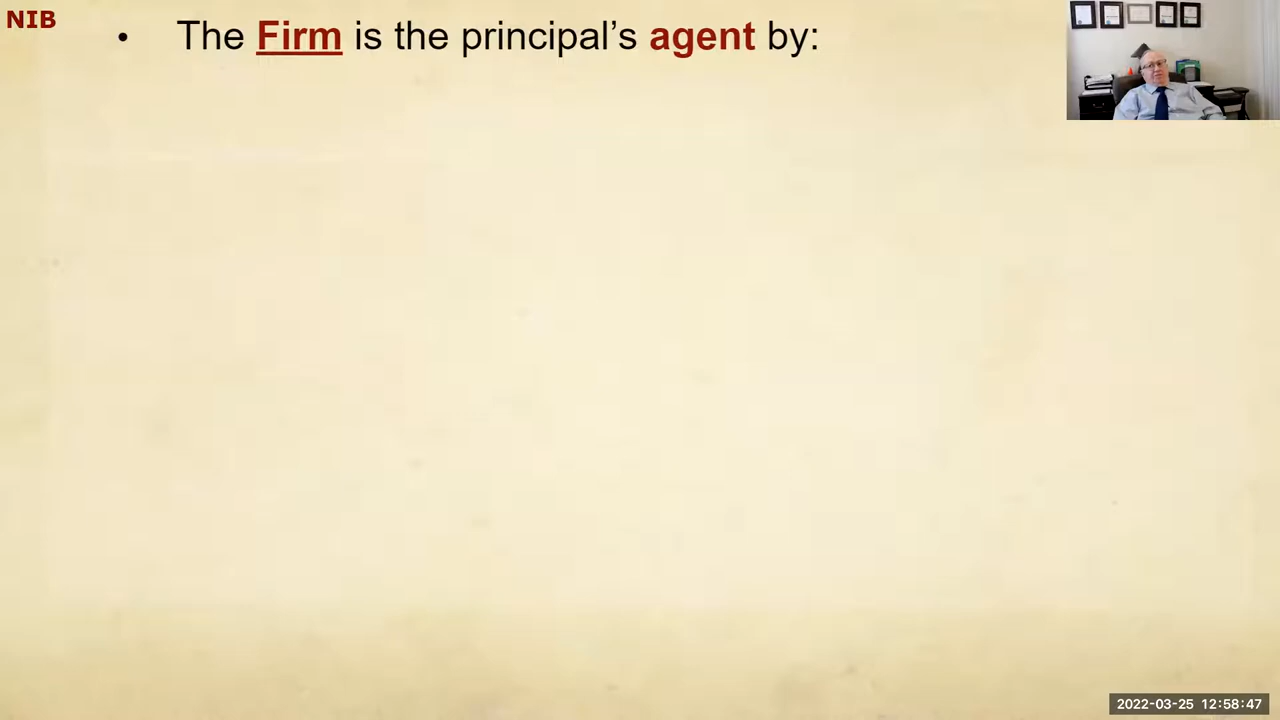 NIB
• The Firm is the principal’s agent by:
2022-03-25 12:58:47